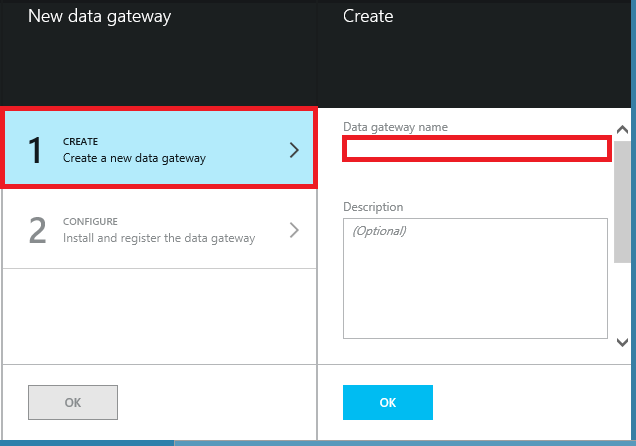 New data gateway
Create
1
CREATE
Create a new data gateway
2
CONFIGURE
Install and register the data gateway
OK
Data gateway name
Description
(Optional)
OK